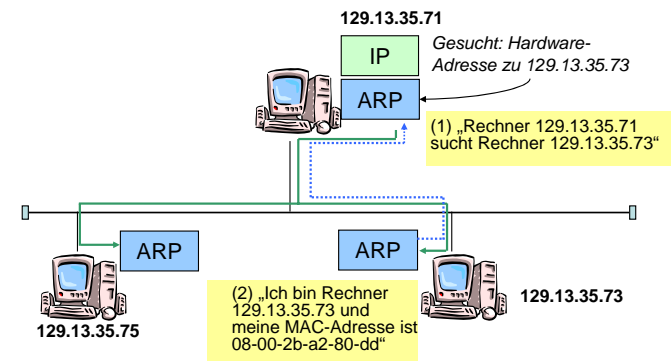 129.13.35.71
IP
Gesucht: Hardware-
Adresse zu 129.13.35.73
ARP
(1) „Rechner 129.13.35.71
sucht Rechner 129.13.35.73“
ARP
ARP
129.13.35.75
(2) „Ich bin Rechner
129.13.35.73 und
meine MAC-Adresse ist
08-00-2b-a2-80-dd“
129.13.35.73